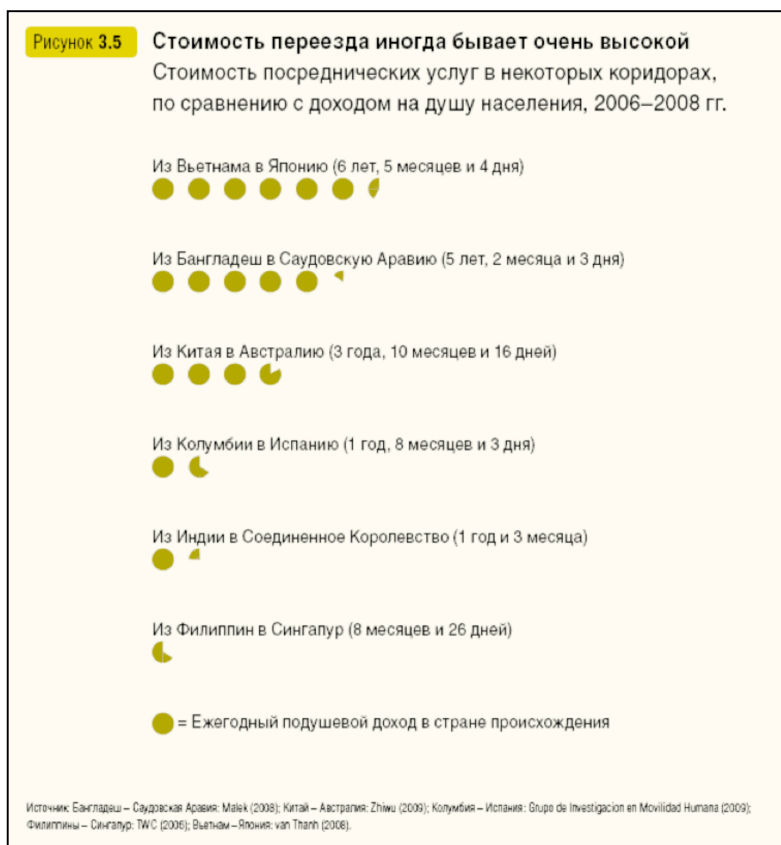 Рисунок 3.5
Стоимость переезда иногда бывает очень высокой
Стоимость посреднических услуг в некоторых коридорах,
по сравнению с доходом на душу населения, 2006–2008 гг.
Из Вьетнама в Японию (6 лет, 5 месяцев и 4 дня)
Из Бангладеш в Саудовскую Аравию (5 лет, 2 месяца и 3 дня)
Из Китая в Австралию (3 года, 10 месяцев и 16 дней)
Из Колумбии в Испанию (1 год, 8 месяцев и 3 дня)
Из Индии в Соединенное Королевство (1 год и 3 месяца)
Из Филиппин в Сингапур (8 месяцев и 26 дней)
= Ежегодный подушевой доход в стране происхождения
Источник: Бангладеш – Саудовская Аравия: Malek (2008); Китай – Австралия: Zhiwu (2009); Колумбия – Испания: Grupo de Investigacion en Movilidad Humana (2009);
Филиппины – Сингапур: TWC (2006); Вьетнам – Япония: van Thanh (2008).